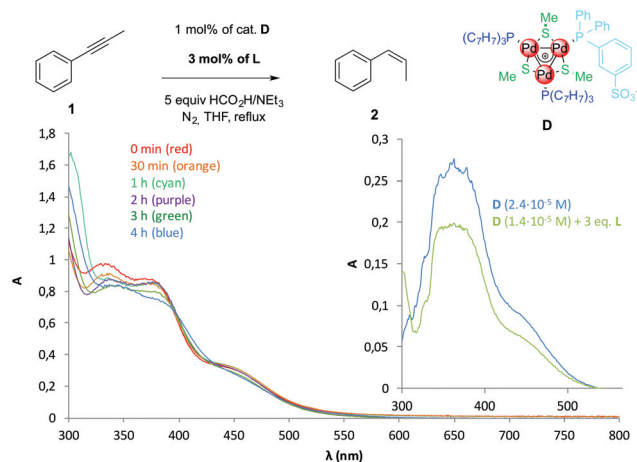 1 mol% of cat. D
3 mol% of L
5 equiv HCO₂H/NEt₃
N₂, THF, reflux
1
2
Me
S
(C₇H₇)₃P
Pd
Pd
P
Ph
Ph
⊕
Me
S
Pd
S
Me
SO₃⁻
P(C₇H₇)₃
D
1,8
1,6
1,4
1,2
1
0,8
0,6
0,4
0,2
0
A
0 min (red)
30 min (orange)
1 h (cyan)
2 h (purple)
3 h (green)
4 h (blue)
300
350
400
450
500
550
600
650
700
750
800
λ (nm)
0,3
0,25
0,2
0,15
0,1
0,05
0
A
D (2.4·10⁻⁵ M)
D (1.4·10⁻⁵ M) + 3 eq. L
300
400
500